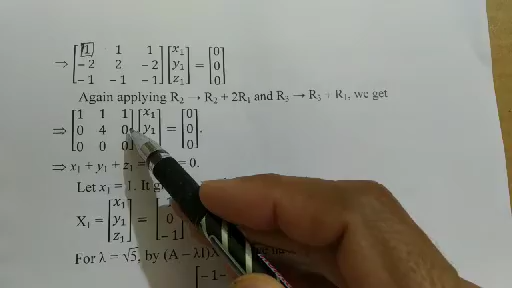 ⇒ [1 1 1; -2 2 -2; -1 -1 -1] [x₁; y₁; z₁] = [0; 0; 0]
Again applying R₂ → R₂ + 2R₁ and R₃ → R₃ + R₁, we get
⇒ [1 1 1; 0 4 0; 0 0 0] [x₁; y₁] = [0; 0; 0].
⇒ x₁ + y₁ + z₁ = 0.
Let x₁ = 1. It
X₁ = [x₁; y₁; z₁] = [0; -1]
For λ = √5, by (A − λI)X
[-1-